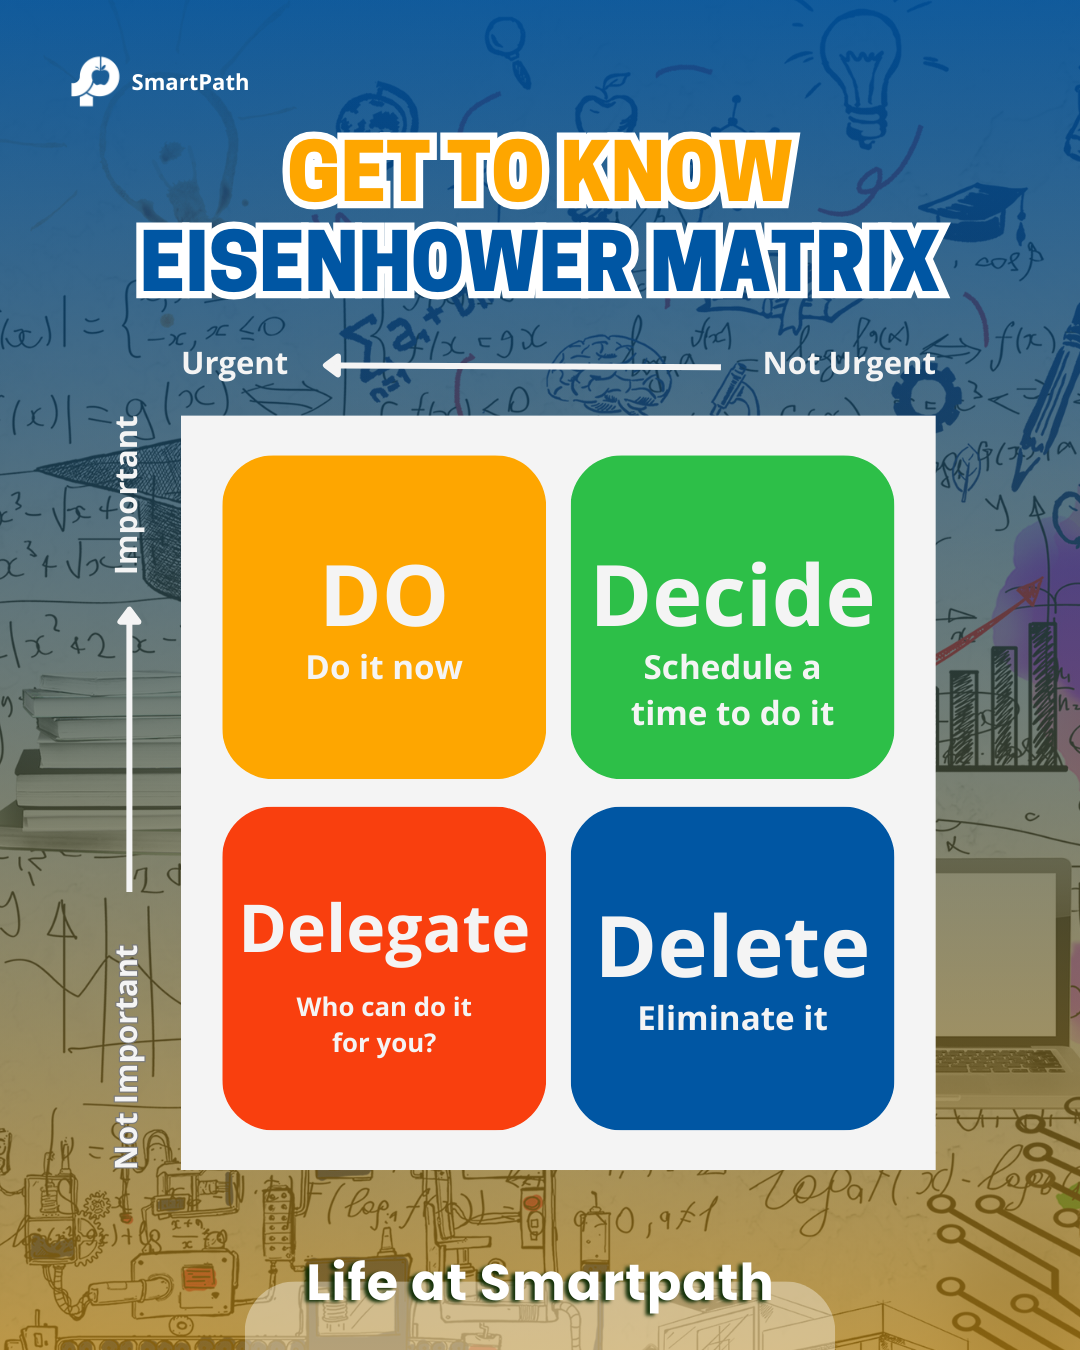 SmartPath
GET TO KNOW
EISENHOWER MATRIX
Urgent
Not Urgent
Important
DO
Do it now
Decide
Schedule a
time to do it
Not Important
Delegate
Who can do it
for you?
Delete
Eliminate it
Life at Smartpath